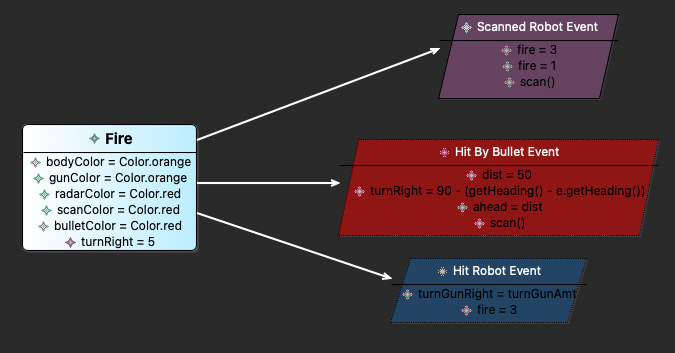 Scanned Robot Event
fire = 3
fire = 1
scan()
Fire
bodyColor = Color.orange
gunColor = Color.orange
radarColor = Color.red
scanColor = Color.red
bulletColor = Color.red
turnRight = 5
Hit By Bullet Event
dist = 50
turnRight = 90 - (getHeading() - e.getHeading())
ahead = dist
scan()
Hit Robot Event
turnGunRight = turnGunAmt
fire = 3